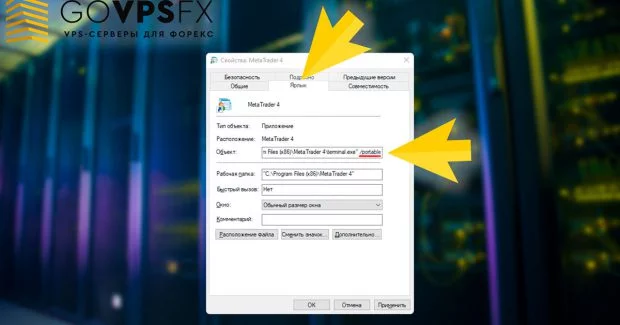 GOVPSFX
VPS-СЕРВЕРЫ ДЛЯ ФОРЕКС
Свойства: MetaTrader 4
Безопасность Подробно Предыдущие версии
Общие Ярлык Совместимость
MetaTrader 4
Тип объекта: Приложение
Расположение: MetaTrader 4
Объект: n Files (x86)\MetaTrader 4\terminal.exe" /portable
Рабочая папка: "C:\Program Files (x86)\MetaTrader 4"
Быстрый вызов: Нет
Окно: Обычный размер окна
Комментарий:
Расположение файла Сменить значок... Дополнительно...
OK Отмена Применить